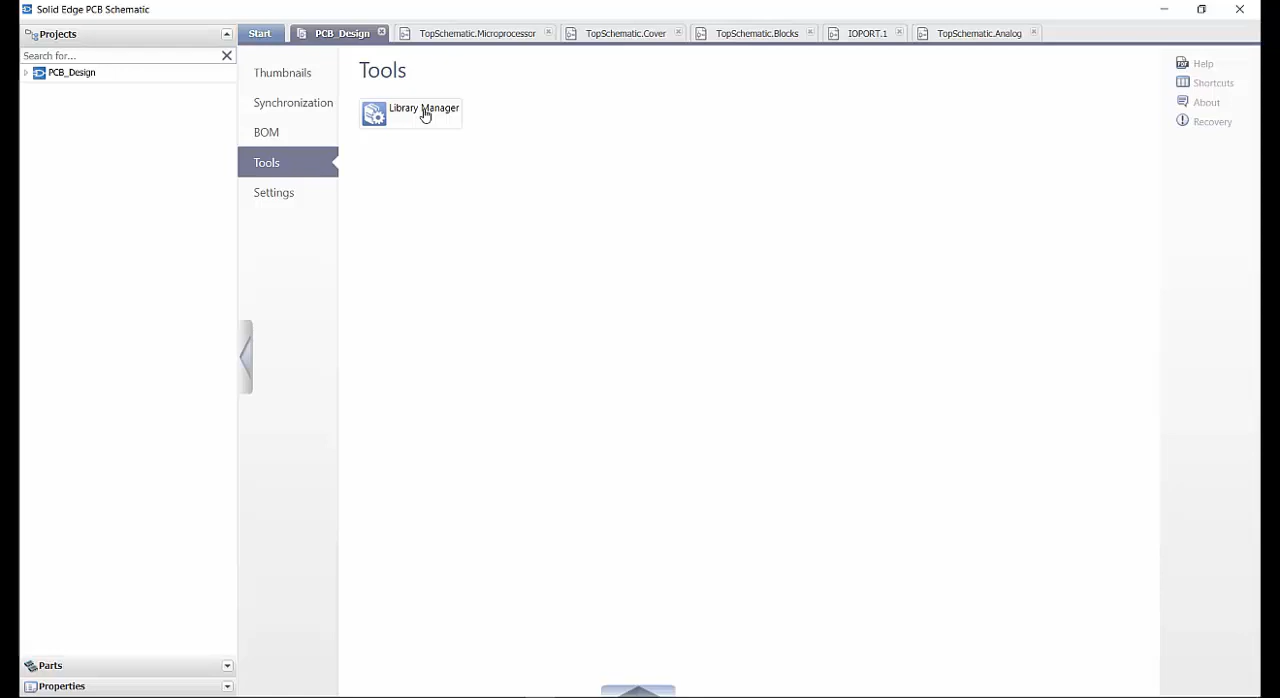 Solid Edge PCB Schematic
Projects
Start
PCB_Design
TopSchematic.Microprocessor
TopSchematic.Cover
TopSchematic.Blocks
IOPORT.1
TopSchematic.Analog
Search for...
PCB_Design
Thumbnails
Synchronization
BOM
Tools
Settings
Tools
Library Manager
Help
Shortcuts
About
Recovery
Parts
Properties